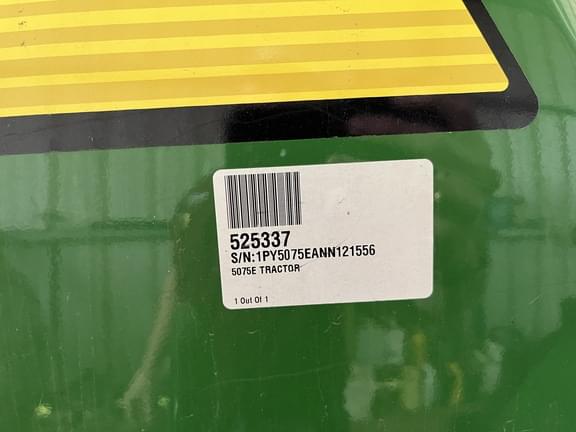 525337
S/N:1PY5075EANN121556
5075E TRACTOR
1 Out Of 1